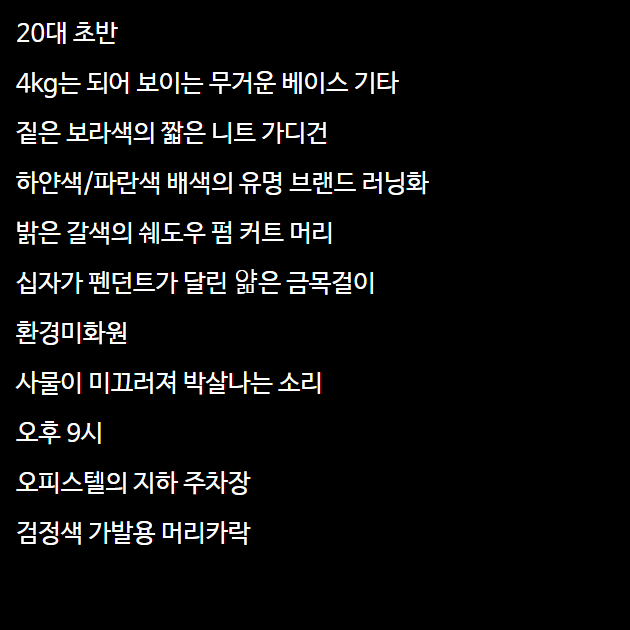 20대 초반
4kg는 되어 보이는 무거운 베이스 기타
짙은 보라색의 짧은 니트 가디건
하얀색/파란색 배색의 유명 브랜드 러닝화
밝은 갈색의 쉐도우 펌 커트 머리
십자가 펜던트가 달린 얆은 금목걸이
환경미화원
사물이 미끄러져 박살나는 소리
오후 9시
오피스텔의 지하 주차장
검정색 가발용 머리카락